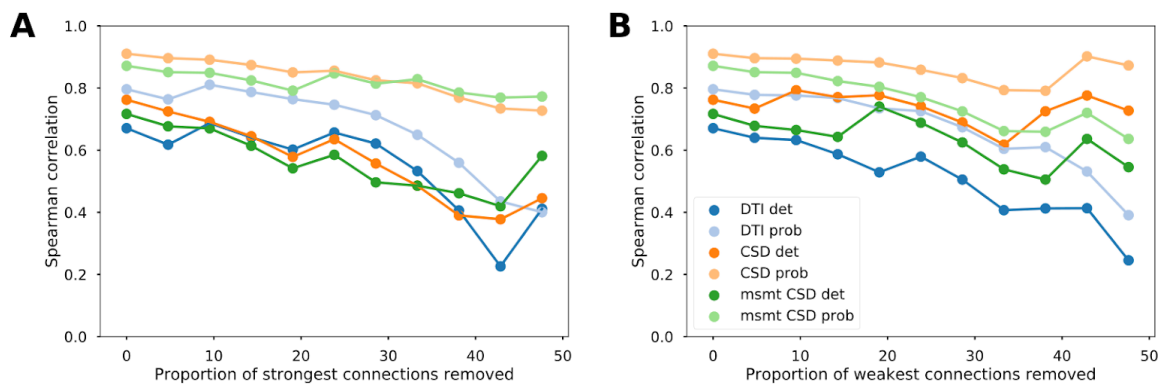 A
1.0
0.8
0.6
0.4
0.2
0.0
Spearman correlation
0 10 20 30 40 50
Proportion of strongest connections removed
B
1.0
0.8
0.6
0.4
0.2
0.0
Spearman correlation
DTI det
DTI prob
CSD det
CSD prob
msmt CSD det
msmt CSD prob
0 10 20 30 40 50
Proportion of weakest connections removed